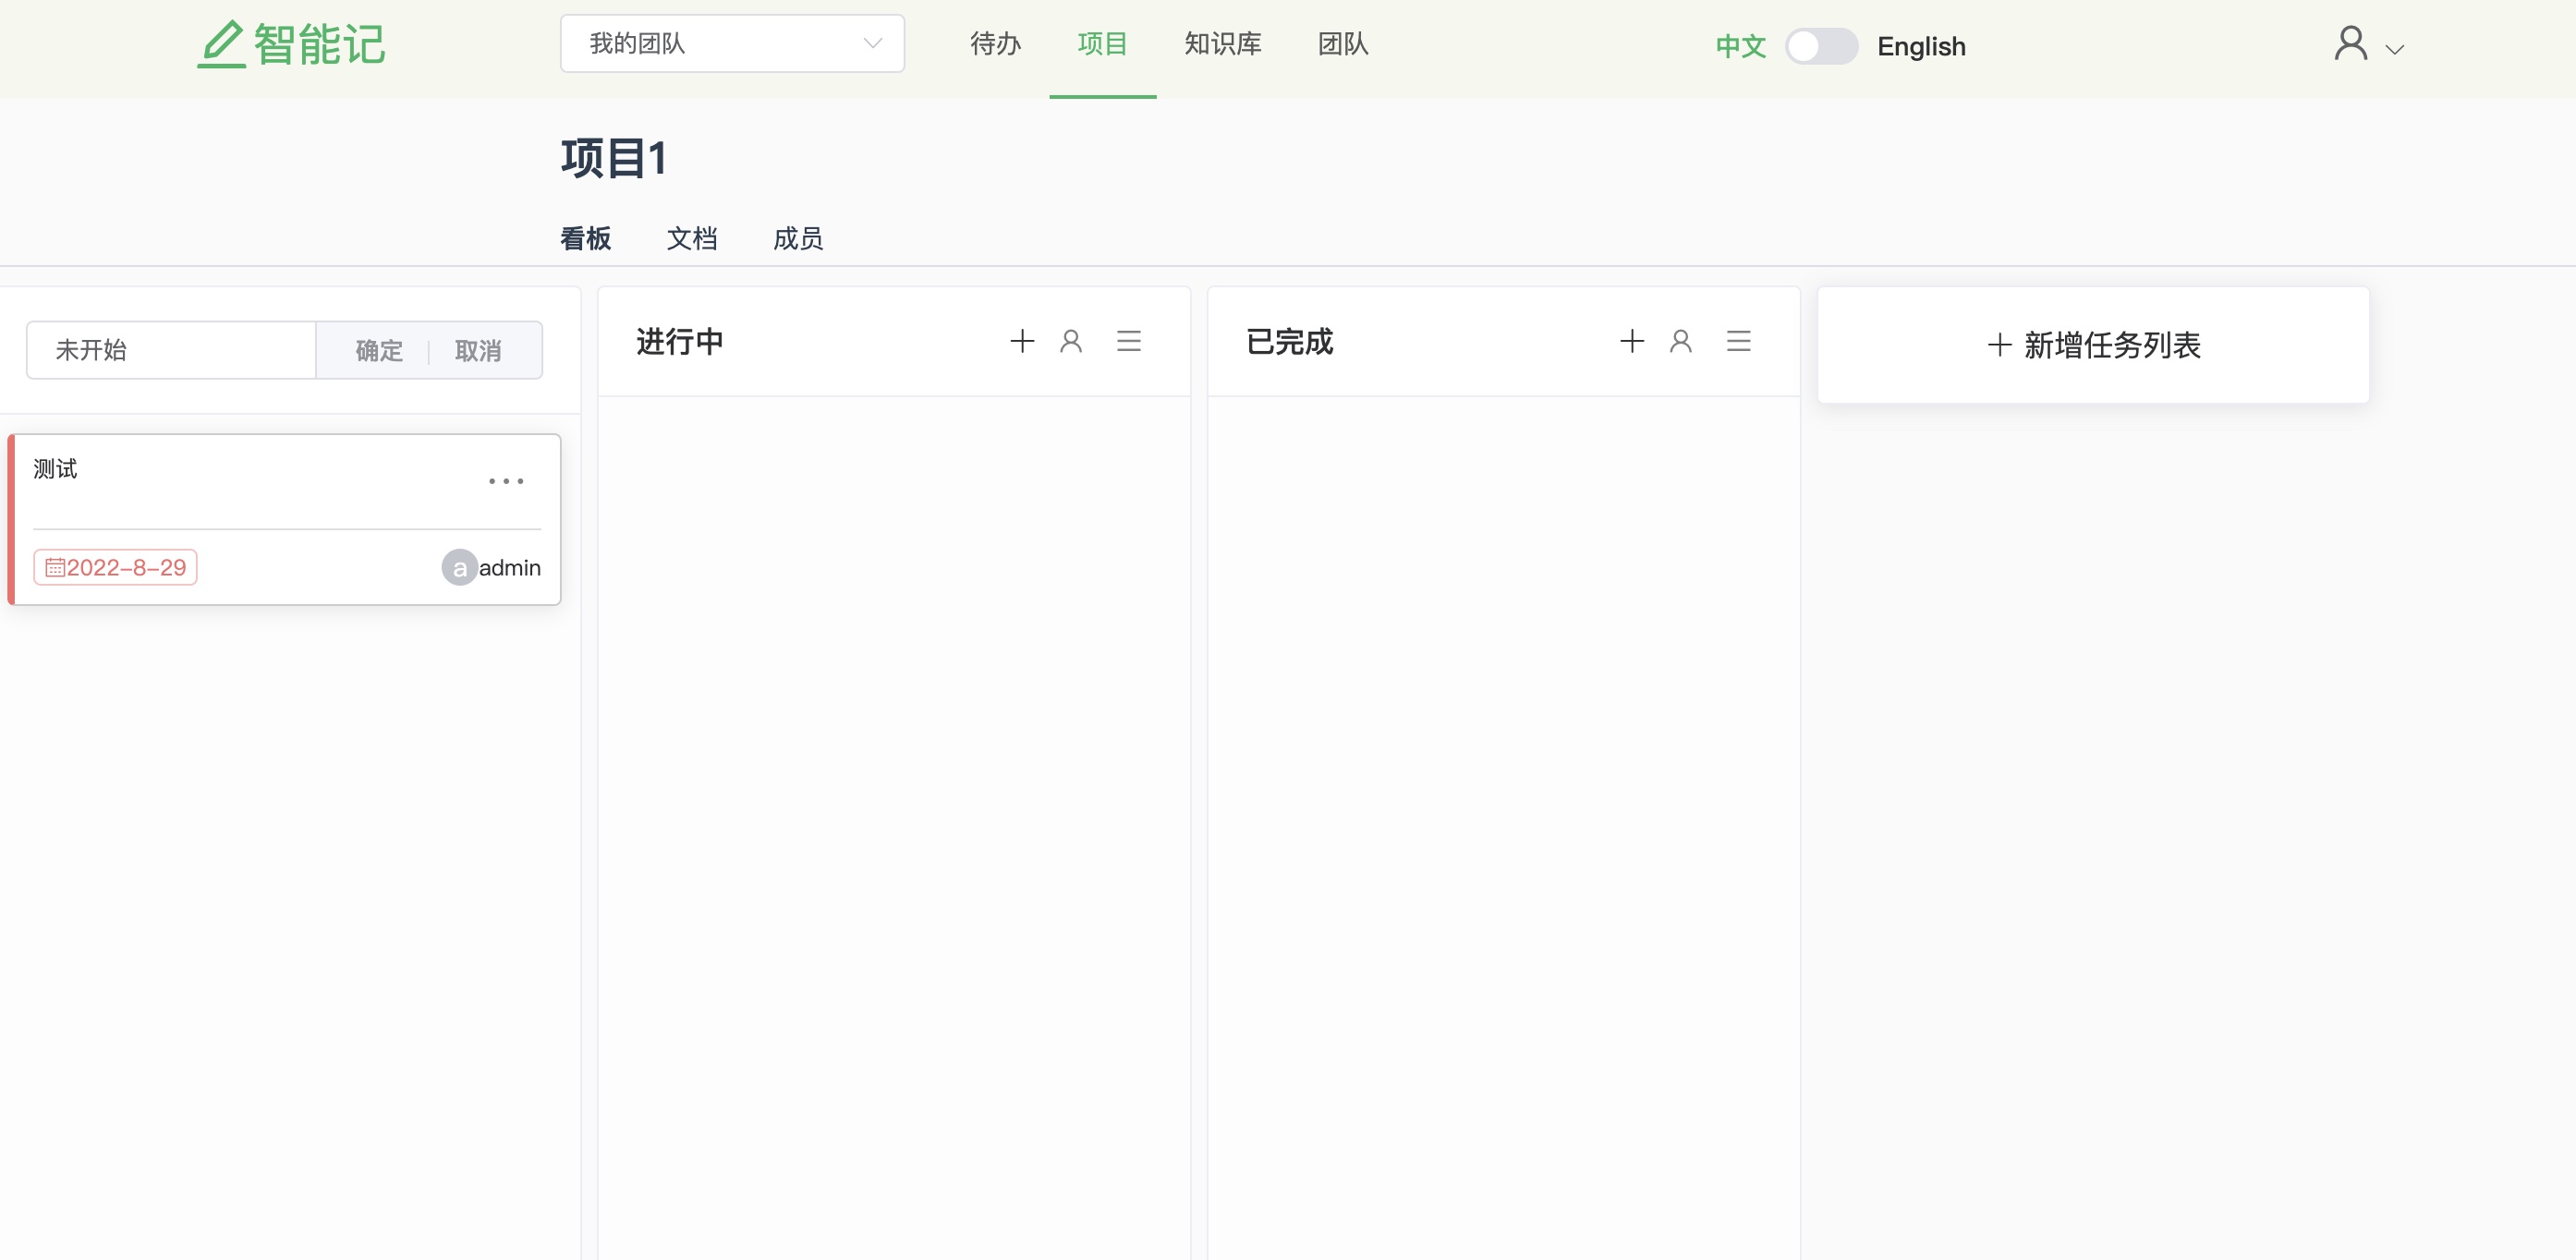 智能记
我的团队
待办 项目 知识库 团队
中文 English
项目1
看板 文档 成员
未开始 确定 取消
进行中
已完成
新增任务列表
测试
2022-8-29
a admin